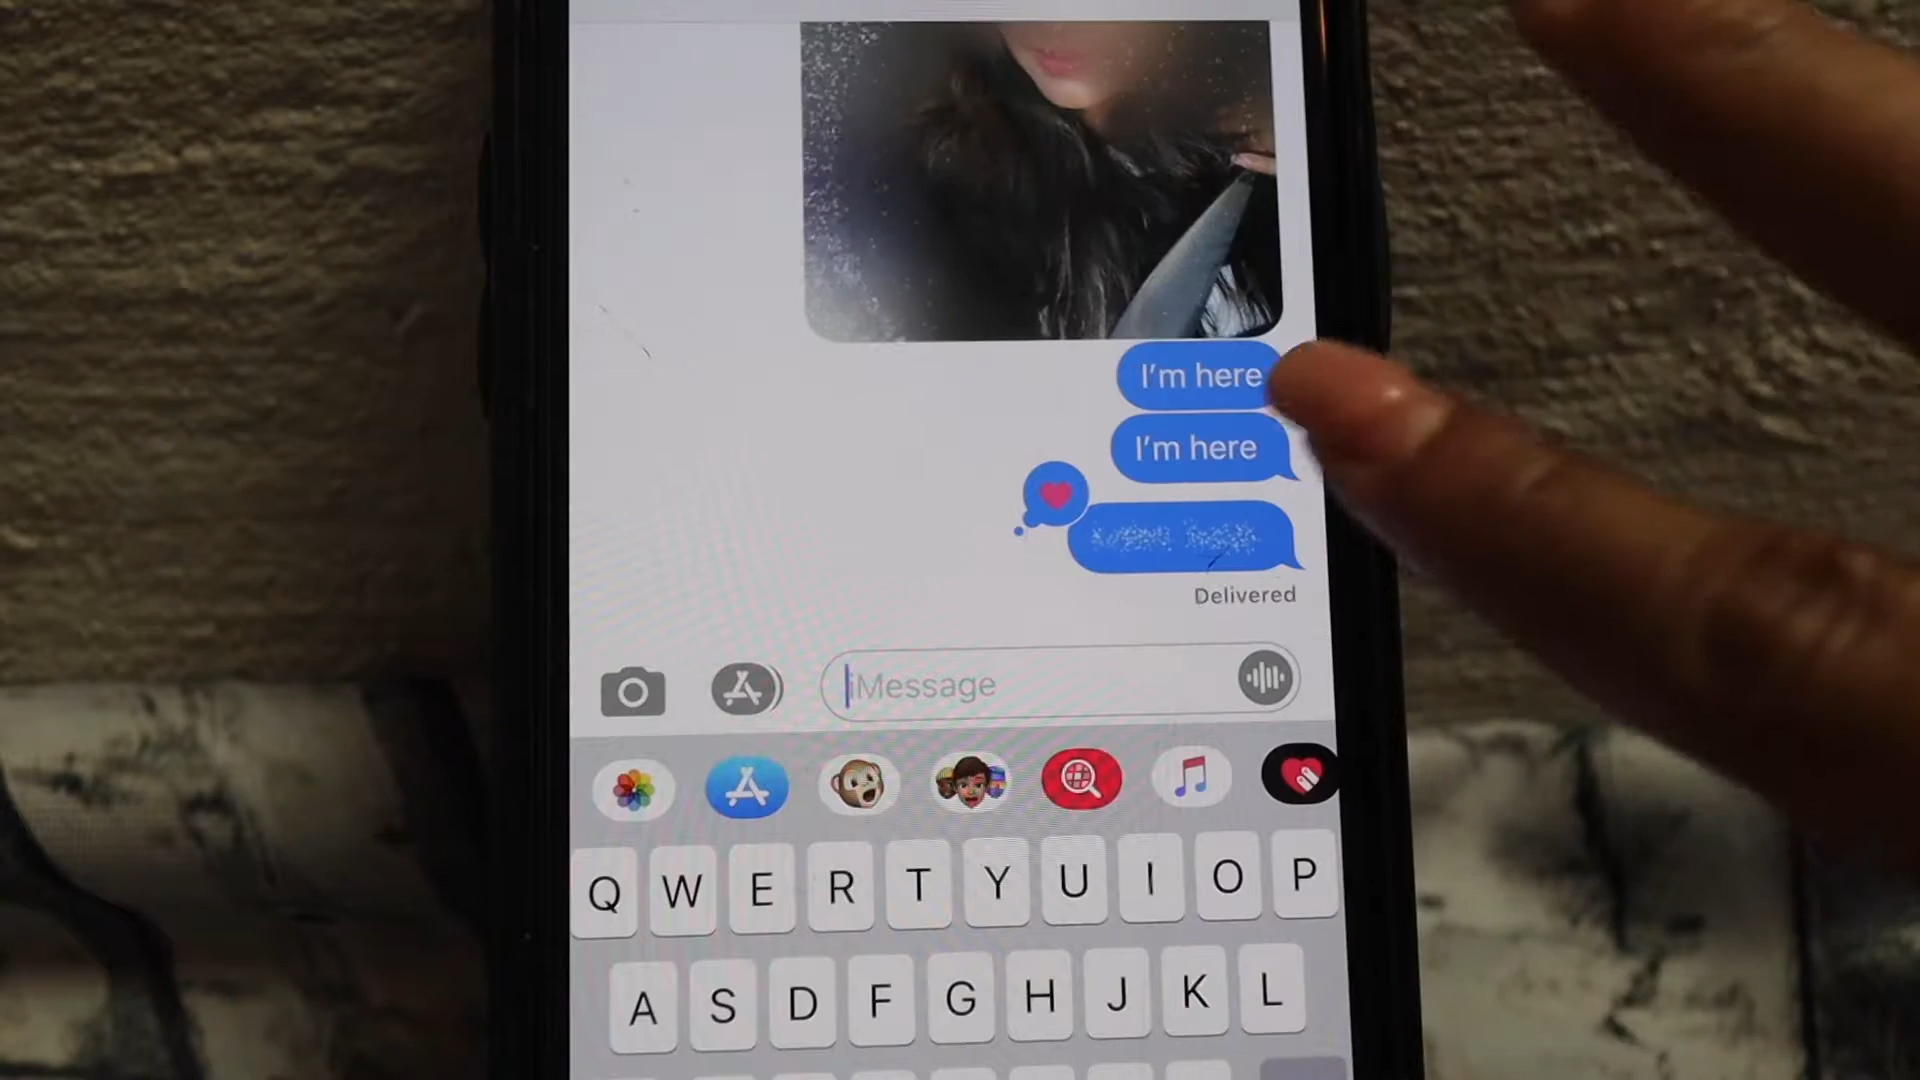 I'm here
I'm here
Delivered
iMessage
Q W E R T Y U I O P
A S D F G H J K L